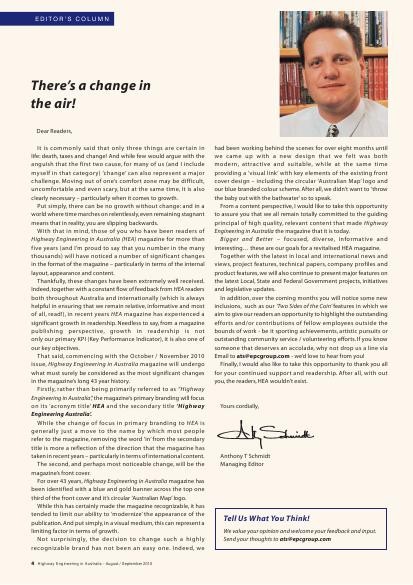 EDITOR'S COLUMN
There's a change in
the air!
Dear Readers,
It is commonly said that only three things are certain in
life: death, taxes and change! And while few would argue with the
anguish that the first two cause, for many of us (and I include
myself in that category) 'change' can also represent a major
challenge. Moving out of one's comfort zone may be difficult,
uncomfortable and even scary, but at the same time, it is also
clearly necessary – particularly when it comes to growth.
Put simply, there can be no growth without change: and in a
world where time marches on relentlessly, even remaining stagnant
means that in reality, you are slipping backwards.
With that in mind, those of you who have been readers of
Highway Engineering in Australia (HEA) magazine for more than
five years (and I'm proud to say that you number in the many
thousands) will have noticed a number of significant changes
in the format of the magazine – particularly in terms of the internal
layout, appearance and content.
Thankfully, these changes have been extremely well received.
Indeed, together with a constant flow of feedback from HEA readers
both throughout Australia and internationally (which is always
helpful in ensuring that we remain relative, informative and most
of all, read!), in recent years HEA magazine has experienced a
significant growth in readership. Needless to say, from a magazine
publishing perspective, growth in readership is not
only our primary KPI (Key Performance Indicator), it is also one of
our key objectives.
That said, commencing with the October / November 2010
issue, Highway Engineering in Australia magazine will undergo
what must surely be considered as the most significant changes
in the magazine's long 43 year history.
Firstly, rather than being primarily referred to as "Highway
Engineering in Australia", the magazine's primary branding will focus
on its 'acronym title' HEA and the secondary title 'Highway
Engineering Australia'.
While the change of focus in primary branding to HEA is
generally just a move to the name by which most people
refer to the magazine, removing the word 'in' from the secondary
title is more a reflection of the direction that the magazine has
taken in recent years – particularly in terms of international content.
The second, and perhaps most noticeable change, will be the
magazine's front cover.
For over 43 years, Highway Engineering in Australia magazine has
been identified with a blue and gold banner across the top one
third of the front cover and it's circular 'Australian Map' logo.
While this has certainly made the magazine recognizable, it has
tended to limit our ability to 'modernize' the appearance of the
publication. And put simply, in a visual medium, this can represent a
limiting factor in terms of growth.
Not surprisingly, the decision to change such a highly
recognizable brand has not been an easy one. Indeed, we
had been working behind the scenes for over eight months until
we came up with a new design that we felt was both
modern, attractive and suitable, while at the same time
providing a 'visual link' with key elements of the existing front
cover design – including the circular 'Australian Map' logo and
our blue branded colour scheme. After all, we didn't want to 'throw
the baby out with the bathwater' so to speak.
From a content perspective, I would like to take this opportunity
to assure you that we all remain totally committed to the guiding
principal of high quality, relevant content that made Highway
Engineering in Australia the magazine that it is today.
Bigger and Better – focused, diverse, informative and
interesting... these are our goals for a revitalised HEA magazine.
Together with the latest in local and international news and
views, project features, technical papers, company profiles and
product features, we will also continue to present major features on
the latest Local, State and Federal Government projects, initiatives
and legislative updates.
In addition, over the coming months you will notice some new
inclusions, such as our 'Two Sides of the Coin' features in which we
aim to give our readers an opportunity to highlight the outstanding
efforts and/or contributions of fellow employees outside the
bounds of work – be it sporting achievements, artistic pursuits or
outstanding community service / volunteering efforts. If you know
someone that deserves an accolade, why not drop us a line via
Email to ats@epcgroup.com – we'd love to hear from you!
Finally, I would also like to take this opportunity to thank you all
for your continued support and readership. After all, with out
you, the readers, HEA wouldn't exist.
Yours cordially,
Anthony T Schmidt
Managing Editor
Tell Us What You Think!
We value your opinion and welcome your feedback and input.
Send your thoughts to ats@epcgroup.com
4 Highway Engineering in Australia - August / September 2010